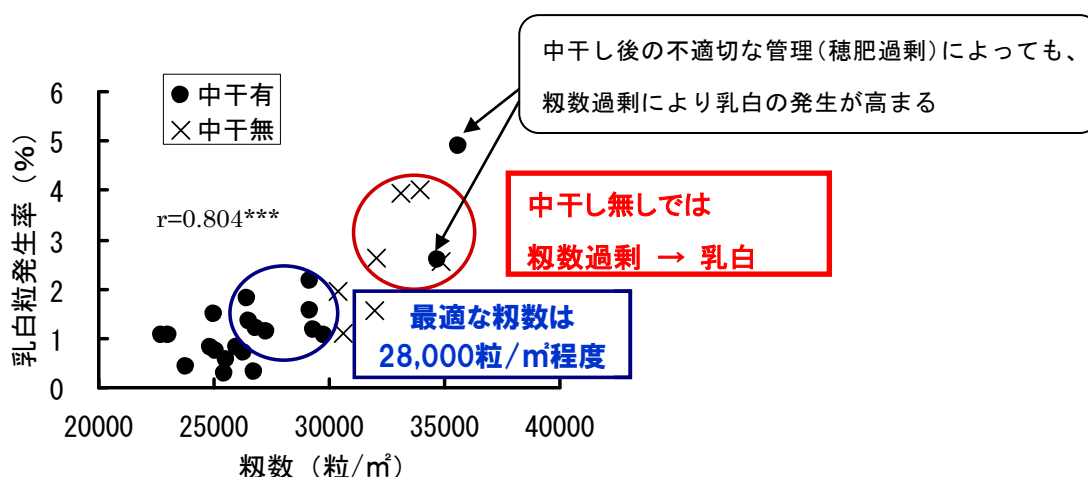 中干し後の不適切な管理(穂肥過剰)によっても、
籾数過剰により乳白の発生が高まる
● 中干有
× 中干無
r=0.804***
中干し無しでは
籾数過剰 → 乳白
最適な籾数は
28,000粒/㎡程度
乳白粒発生率 (%)
6
5
4
3
2
1
0
20000 25000 30000 35000 40000
籾数 (粒/㎡)